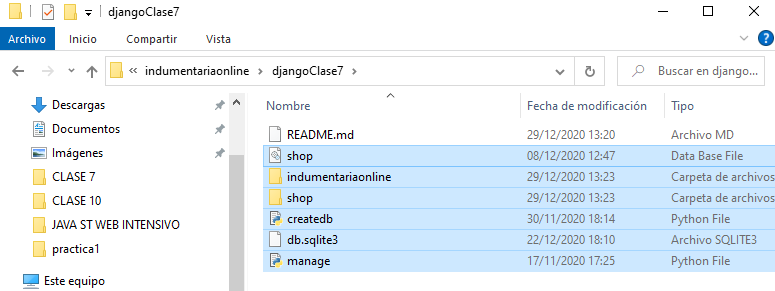 djangoClase7
Archivo Inicio Compartir Vista
« indumentariaonline > djangoClase7 > Buscar en django...
Descargas
Documentos
Imágenes
CLASE 7
CLASE 10
JAVA ST WEB INTENSIVO
practica1
Este equipo
Nombre Fecha de modificación Tipo
README.md 29/12/2020 13:20 Archivo MD
shop 08/12/2020 12:47 Data Base File
indumentariaonline 29/12/2020 13:23 Carpeta de archivos
shop 29/12/2020 13:23 Carpeta de archivos
createdb 30/11/2020 18:14 Python File
db.sqlite3 22/12/2020 18:10 Archivo SQLITE3
manage 17/11/2020 17:25 Python File